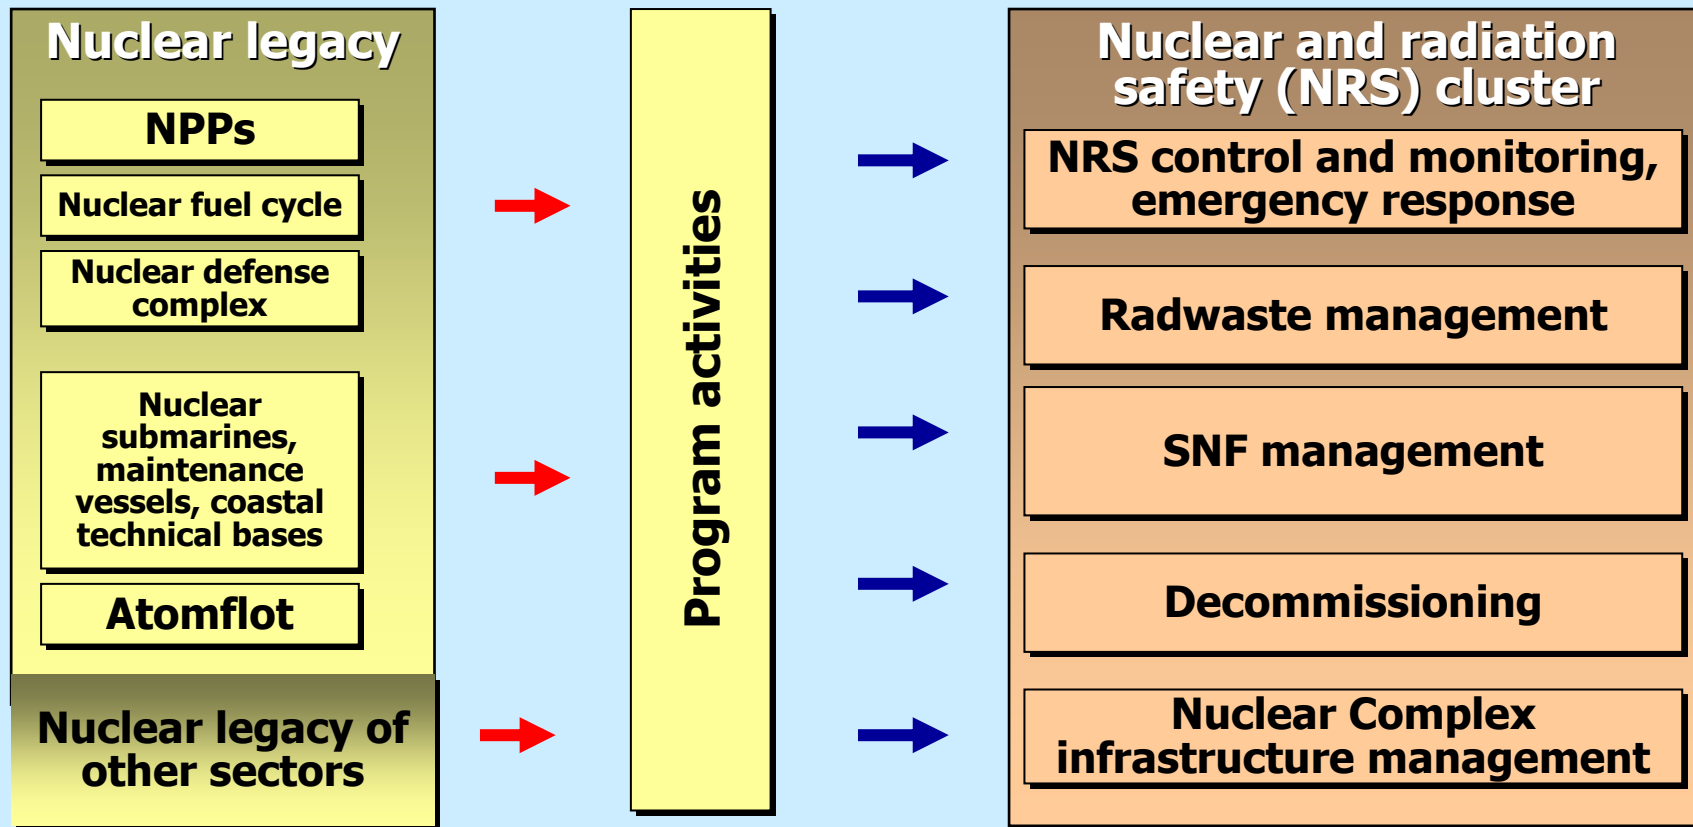 Nuclear legacy
NPPs
Nuclear fuel cycle
Nuclear defense
complex
Nuclear
submarines,
maintenance
vessels, coastal
technical bases
Atomflot
Nuclear legacy of
other sectors
Program activities
Nuclear and radiation
safety (NRS) cluster
NRS control and monitoring,
emergency response
Radwaste management
SNF management
Decommissioning
Nuclear Complex
infrastructure management